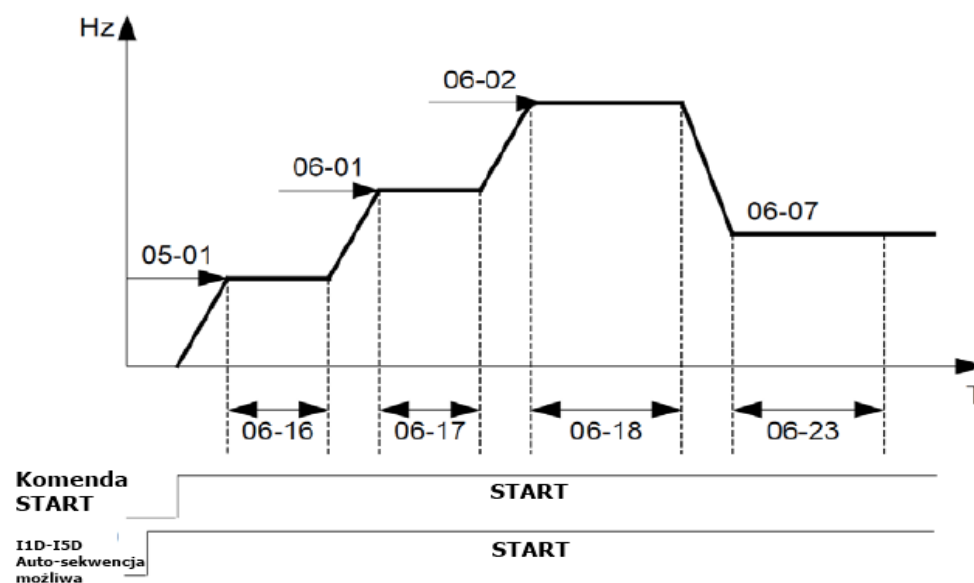 Hz
06-02
06-01
06-07
05-01
T
06-16 06-17 06-18 06-23
Komenda
START
START
I1D-I5D
Auto-sekwencja
możliwa
START